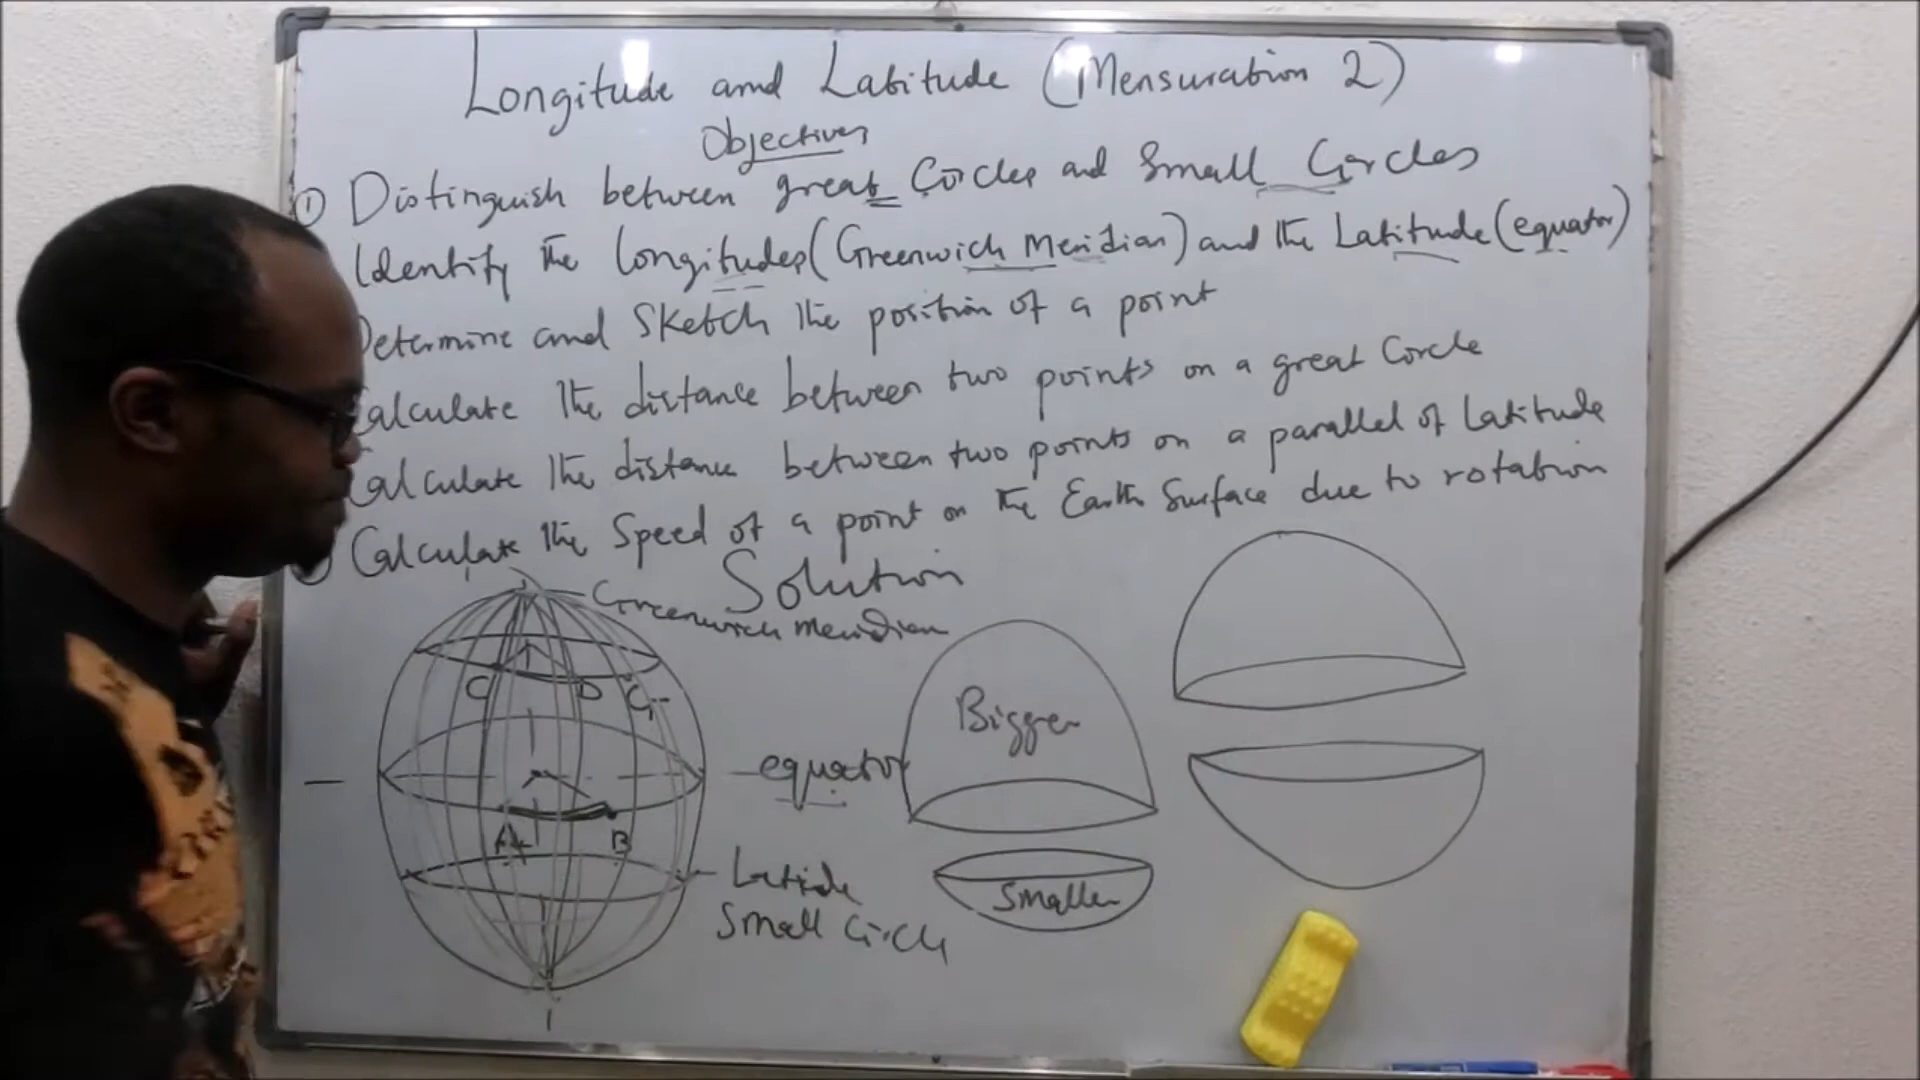 Longitude and Latitude (Mensuration 2)
Objectives
① Distinguish between great Circles and Small Circles
Identify the Longitudes (Greenwich Meridian) and the Latitude (equator)
Determine and Sketch the position of a point
Calculate the distance between two points on a great Circle
Calculate the distance between two points on a parallel of Latitude
Calculate the Speed of a point on the Earth Surface due to rotation
Solution
Greenwich Meridian
C D G
Bigger
equator
A B
Small Circle
Smaller